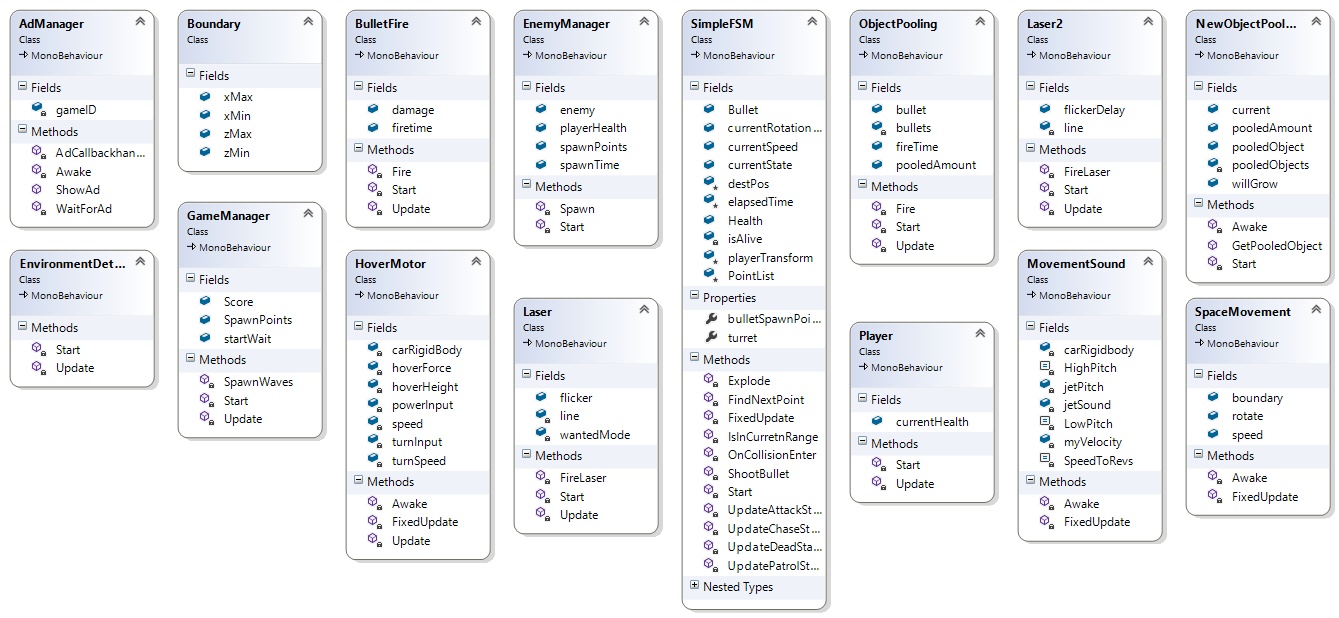 AdManager
Class
MonoBehaviour
Fields
gameID
Methods
AdCallbackhan...
Awake
ShowAd
WaitForAd
EnvironmentDet...
Class
MonoBehaviour
Methods
Start
Update
Boundary
Class
Fields
xMax
xMin
zMax
zMin
GameManager
Class
MonoBehaviour
Fields
Score
SpawnPoints
startWait
Methods
SpawnWaves
Start
Update
BulletFire
Class
MonoBehaviour
Fields
damage
firetime
Methods
Fire
Start
Update
HoverMotor
Class
MonoBehaviour
Fields
carRigidBody
hoverForce
hoverHeight
powerInput
speed
turnInput
turnSpeed
Methods
Awake
FixedUpdate
Update
EnemyManager
Class
MonoBehaviour
Fields
enemy
playerHealth
spawnPoints
spawnTime
Methods
Spawn
Start
Laser
Class
MonoBehaviour
Fields
flicker
line
wantedMode
Methods
FireLaser
Start
Update
SimpleFSM
Class
MonoBehaviour
Fields
Bullet
currentRotation...
currentSpeed
currentState
destPos
elapsedTime
Health
isAlive
playerTransform
PointList
Properties
bulletSpawnPoi...
turret
Methods
Explode
FindNextPoint
FixedUpdate
IsInCurretnRange
OnCollisionEnter
ShootBullet
Start
UpdateAttackSt...
UpdateChaseSt...
UpdateDeadSta...
UpdatePatrolSt...
Nested Types
ObjectPooling
Class
MonoBehaviour
Fields
bullet
bullets
fireTime
pooledAmount
Methods
Fire
Start
Update
Player
Class
MonoBehaviour
Fields
currentHealth
Methods
Start
Update
Laser2
Class
MonoBehaviour
Fields
flickerDelay
line
Methods
FireLaser
Start
Update
MovementSound
Class
MonoBehaviour
Fields
carRigidbody
HighPitch
jetPitch
jetSound
LowPitch
myVelocity
SpeedToRevs
Methods
Awake
FixedUpdate
NewObjectPool...
Class
MonoBehaviour
Fields
current
pooledAmount
pooledObject
pooledObjects
willGrow
Methods
Awake
GetPooledObject
Start
SpaceMovement
Class
MonoBehaviour
Fields
boundary
rotate
speed
Methods
Awake
FixedUpdate